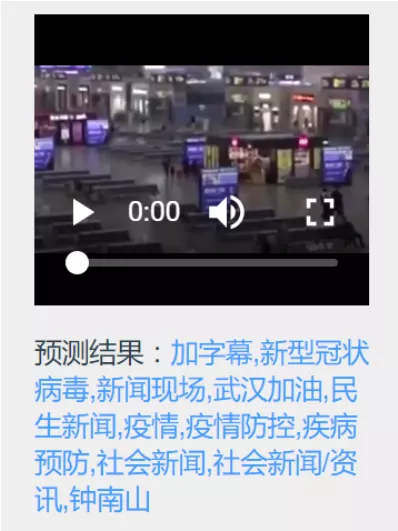 0:00
预测结果：加字幕,新型冠状
病毒,新闻现场,武汉加油,民
生新闻,疫情,疫情防控,疾病
预防,社会新闻,社会新闻/资
讯,钟南山